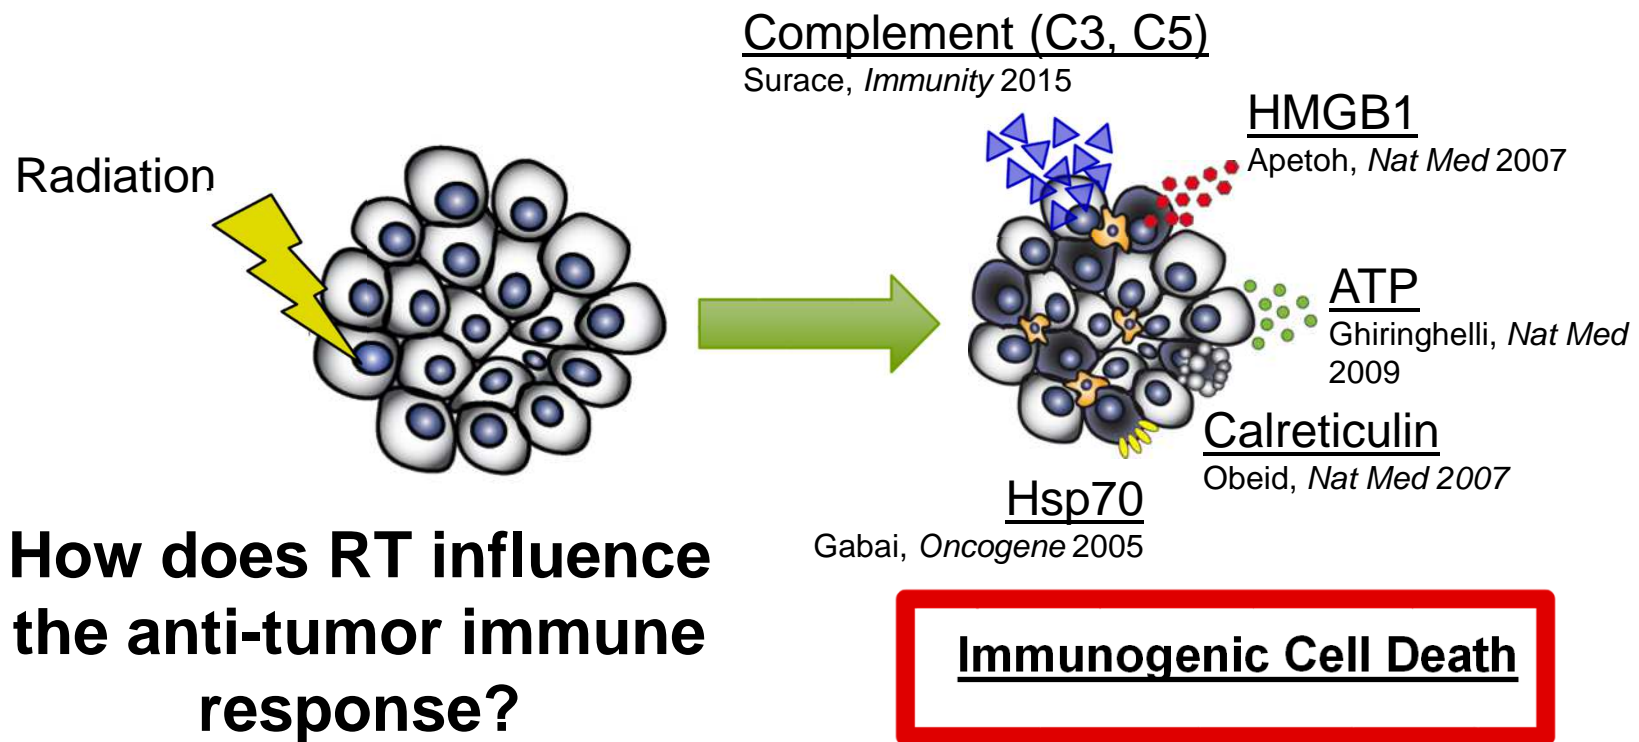 Complement (C3, C5)
Surace, Immunity 2015
HMGB1
Apetoh, Nat Med 2007
Radiation
ATP
Ghiringhelli, Nat Med
2009
Calreticulin
Obeid, Nat Med 2007
Hsp70
Gabai, Oncogene 2005
How does RT influence
the anti-tumor immune
response?
Immunogenic Cell Death